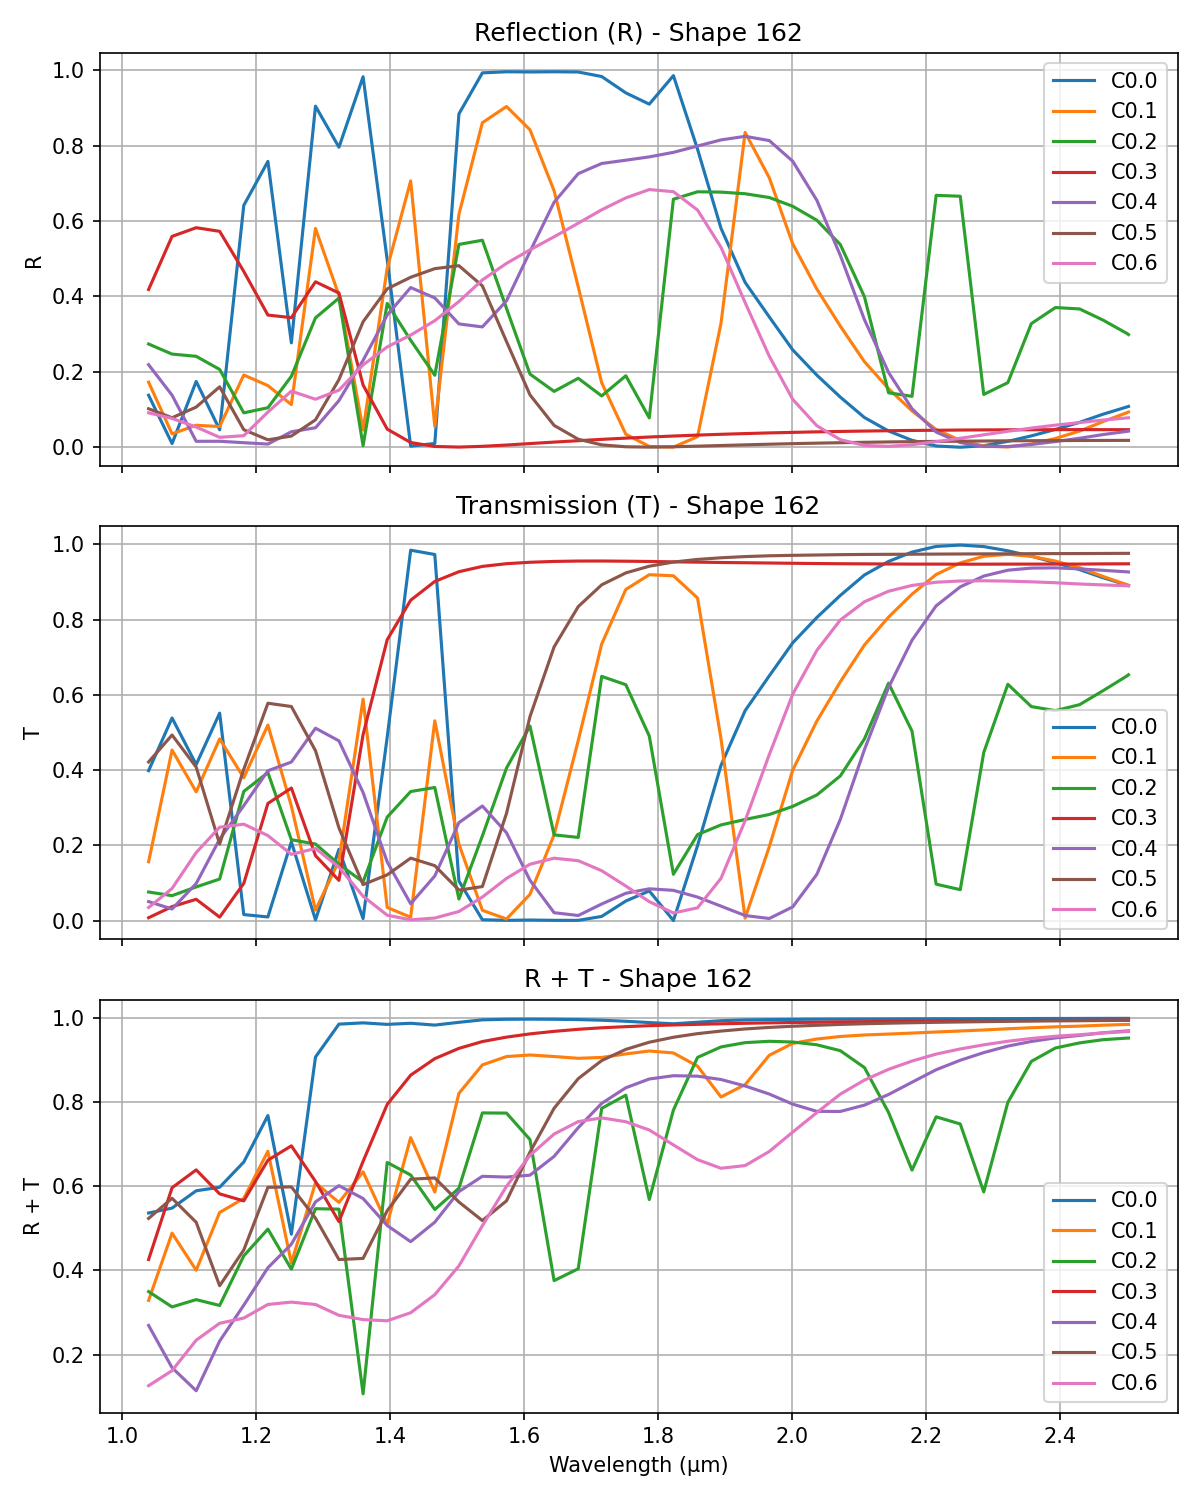 Reflection (R) - Shape 162
1.0
0.8
0.6
0.4
0.2
0.0
R
C0.0
C0.1
C0.2
C0.3
C0.4
C0.5
C0.6
Transmission (T) - Shape 162
1.0
0.8
0.6
0.4
0.2
0.0
T
C0.0
C0.1
C0.2
C0.3
C0.4
C0.5
C0.6
R + T - Shape 162
1.0
0.8
0.6
0.4
0.2
R + T
C0.0
C0.1
C0.2
C0.3
C0.4
C0.5
C0.6
1.0 1.2 1.4 1.6 1.8 2.0 2.2 2.4
Wavelength (μm)